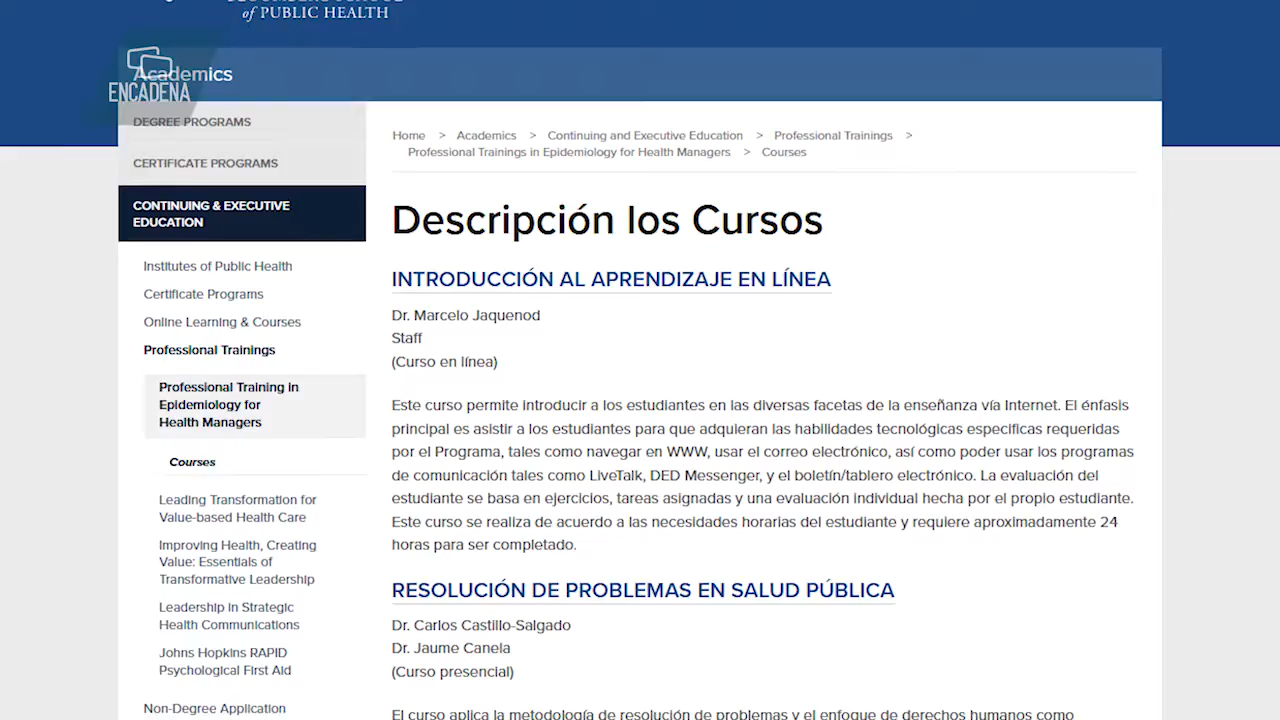 of PUBLIC HEALTH
Academics
ENCADENA
DEGREE PROGRAMS
CERTIFICATE PROGRAMS
CONTINUING & EXECUTIVE
EDUCATION
Institutes of Public Health
Certificate Programs
Online Learning & Courses
Professional Trainings
Professional Training in
Epidemiology for
Health Managers
Courses
Leading Transformation for
Value-based Health Care
Improving Health, Creating
Value: Essentials of
Transformative Leadership
Leadership in Strategic
Health Communications
Johns Hopkins RAPID
Psychological First Aid
Non-Degree Application
Home > Academics > Continuing and Executive Education > Professional Trainings >
Professional Trainings in Epidemiology for Health Managers > Courses
Descripción los Cursos
INTRODUCCIÓN AL APRENDIZAJE EN LÍNEA
Dr. Marcelo Jaquenod
Staff
(Curso en línea)
Este curso permite introducir a los estudiantes en las diversas facetas de la enseñanza vía Internet. El énfasis
principal es asistir a los estudiantes para que adquieran las habilidades tecnológicas especificas requeridas
por el Programa, tales como navegar en WWW, usar el correo electrónico, así como poder usar los programas
de comunicación tales como LiveTalk, DED Messenger, y el boletín/tablero electrónico. La evaluación del
estudiante se basa en ejercicios, tareas asignadas y una evaluación individual hecha por el propio estudiante.
Este curso se realiza de acuerdo a las necesidades horarias del estudiante y requiere aproximadamente 24
horas para ser completado.
RESOLUCIÓN DE PROBLEMAS EN SALUD PÚBLICA
Dr. Carlos Castillo-Salgado
Dr. Jaume Canela
(Curso presencial)
El curso aplica la metodología de resolución de problemas y el enfoque de derechos humanos como